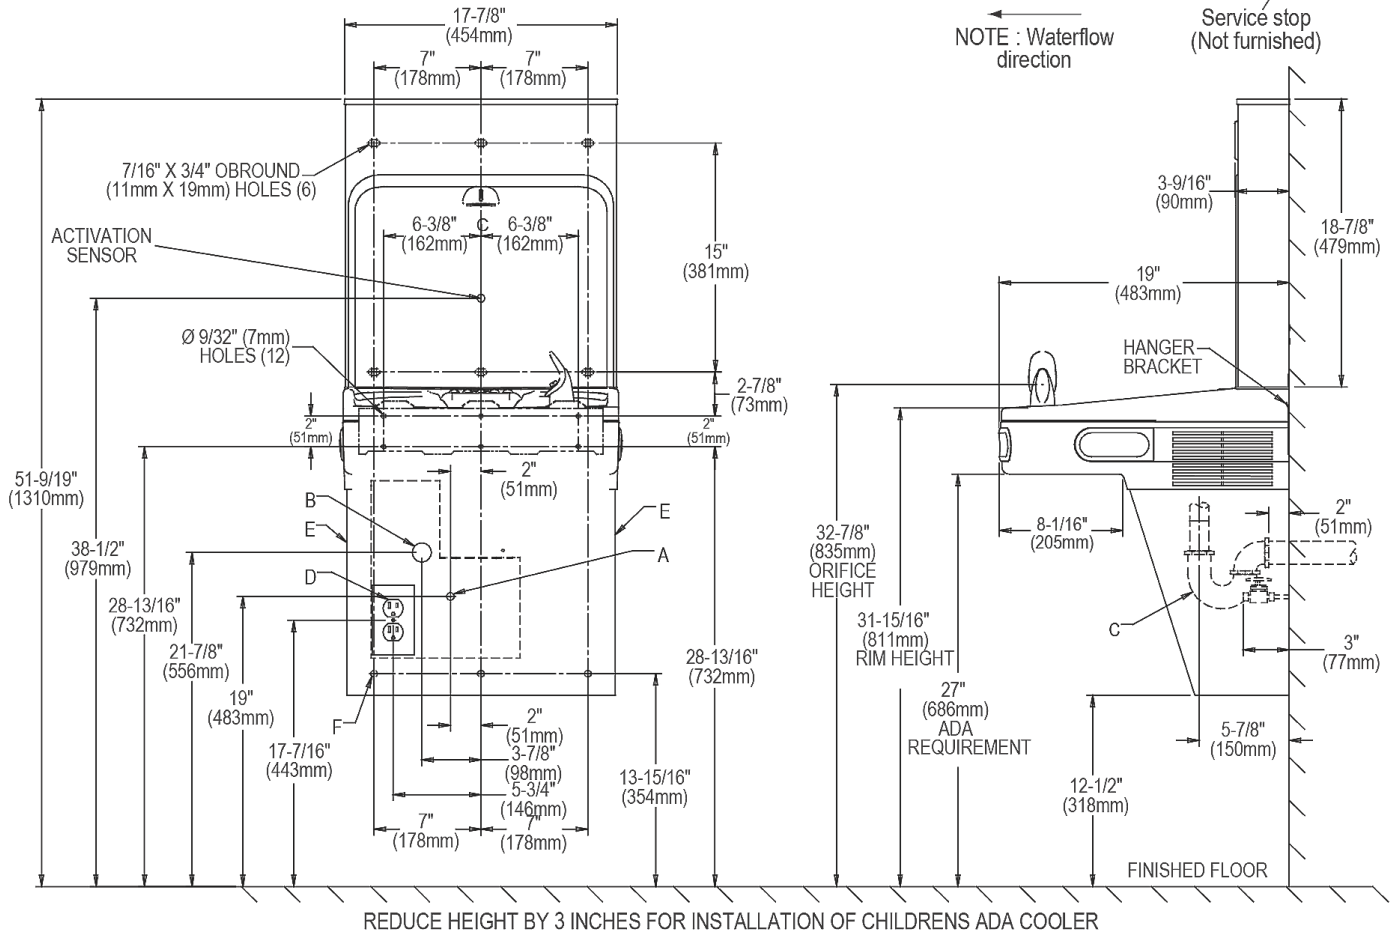 17-7/8"
(454mm)
7"
(178mm)
7"
(178mm)
NOTE : Waterflow
direction
Service stop
(Not furnished)
7/16" X 3/4" OBROUND
(11mm X 19mm) HOLES (6)
3-9/16"
(90mm)
18-7/8"
(479mm)
C
6-3/8"
(162mm)
6-3/8"
(162mm)
ACTIVATION
SENSOR
15"
(381mm)
19"
(483mm)
Ø 9/32" (7mm)
HOLES (12)
HANGER
BRACKET
2-7/8"
(73mm)
2"
(51mm)
2"
(51mm)
51-9/19"
(1310mm)
2"
(51mm)
B
E
E
A
D
38-1/2"
(979mm)
28-13/16"
(732mm)
21-7/8"
(556mm)
19"
(483mm)
17-7/16"
(443mm)
F
28-13/16"
(732mm)
2"
(51mm)
3-7/8"
(98mm)
5-3/4"
(146mm)
7"
(178mm)
7"
(178mm)
13-15/16"
(354mm)
32-7/8"
(835mm)
ORIFICE
HEIGHT
31-15/16"
(811mm)
RIM HEIGHT
27"
(686mm)
ADA
REQUIREMENT
8-1/16"
(205mm)
2"
(51mm)
C
3"
(77mm)
5-7/8"
(150mm)
12-1/2"
(318mm)
FINISHED FLOOR
REDUCE HEIGHT BY 3 INCHES FOR INSTALLATION OF CHILDRENS ADA COOLER